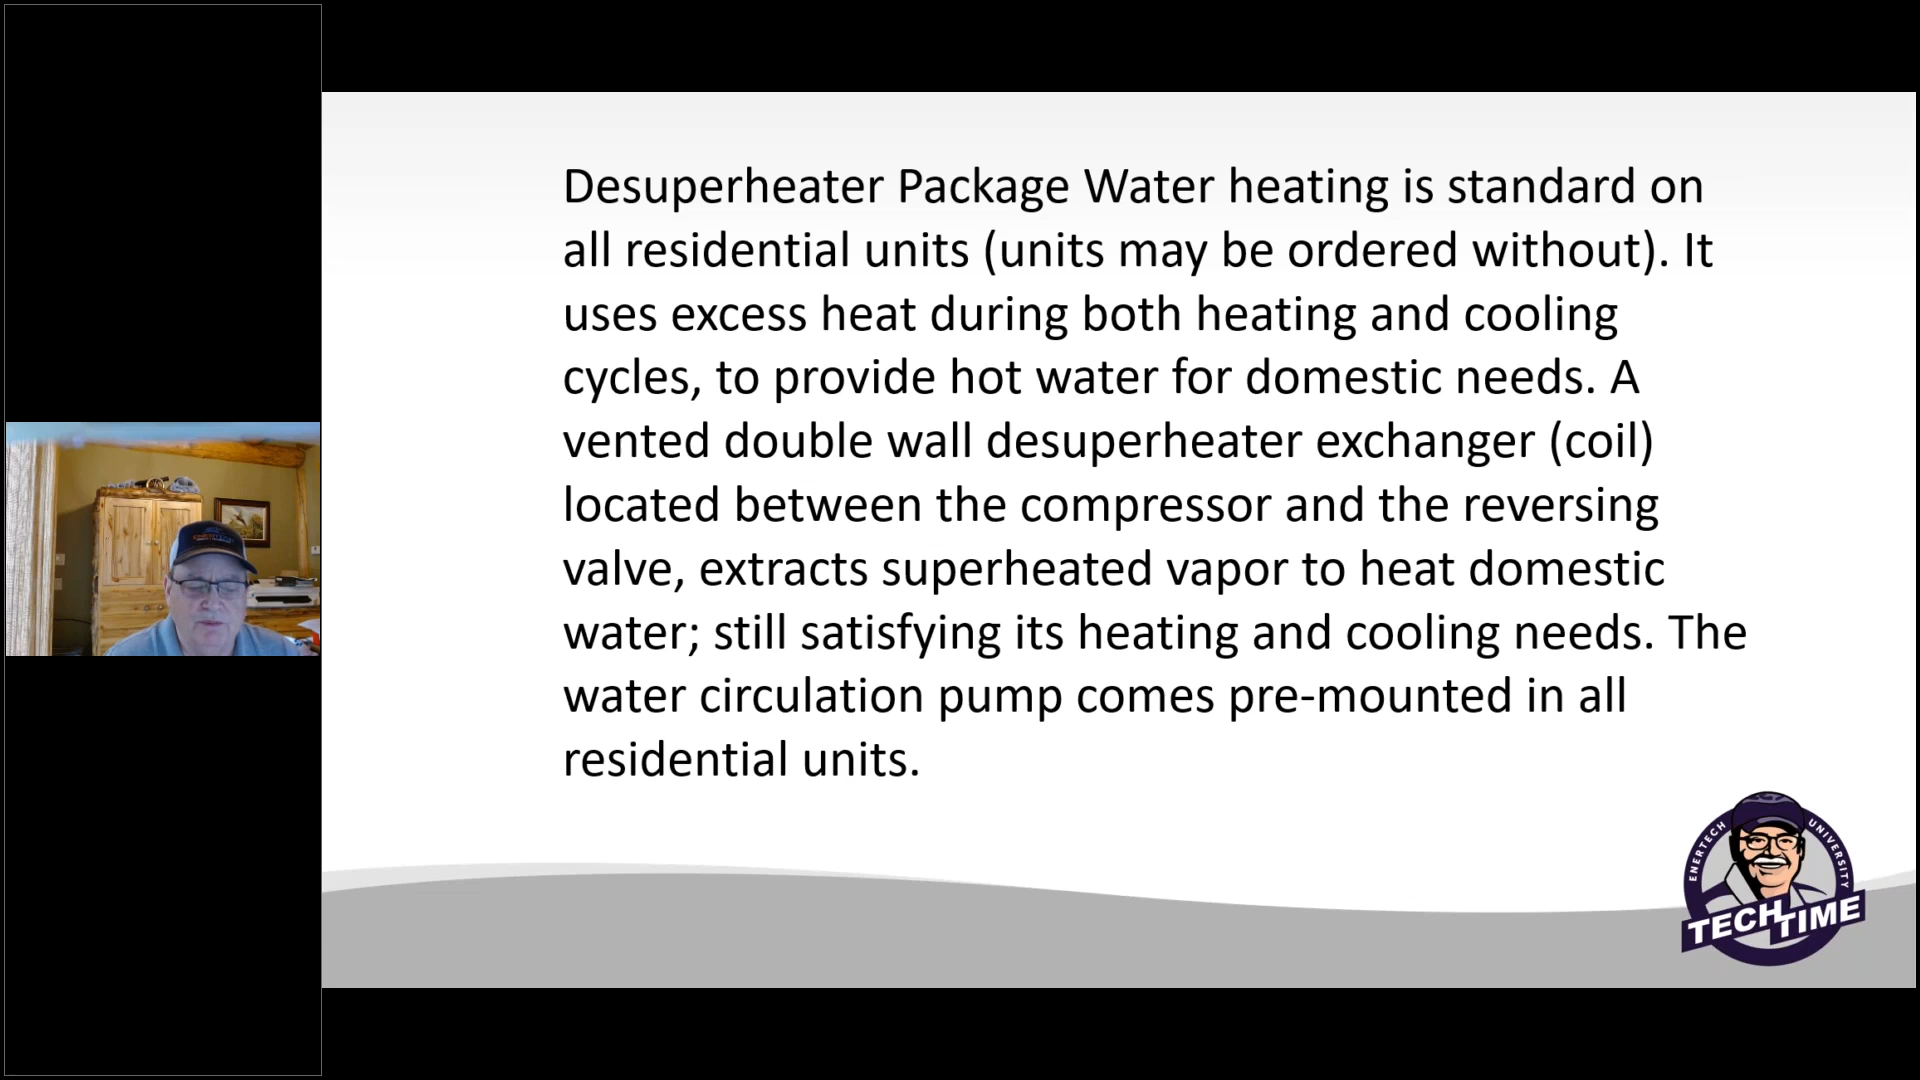 Desuperheater Package Water heating is standard on
all residential units (units may be ordered without). It
uses excess heat during both heating and cooling
cycles, to provide hot water for domestic needs. A
vented double wall desuperheater exchanger (coil)
located between the compressor and the reversing
valve, extracts superheated vapor to heat domestic
water; still satisfying its heating and cooling needs. The
water circulation pump comes pre-mounted in all
residential units.
ENERTECH UNIVERSITY
TECH TIME